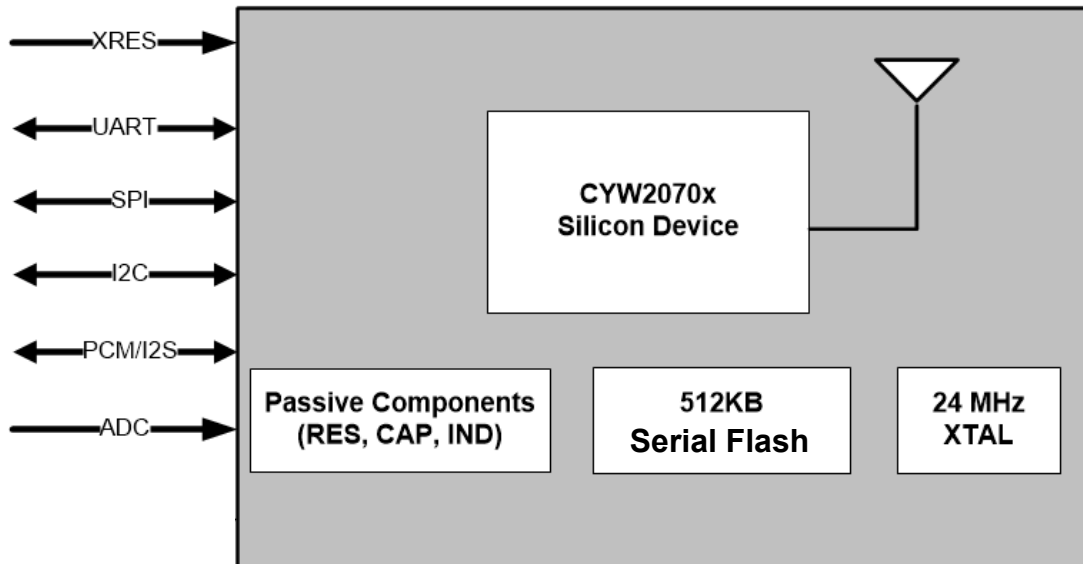 XRES
UART
SPI
I2C
PCM/I2S
ADC
CYW2070x
Silicon Device
Passive Components
(RES, CAP, IND)
512KB
Serial Flash
24 MHz
XTAL